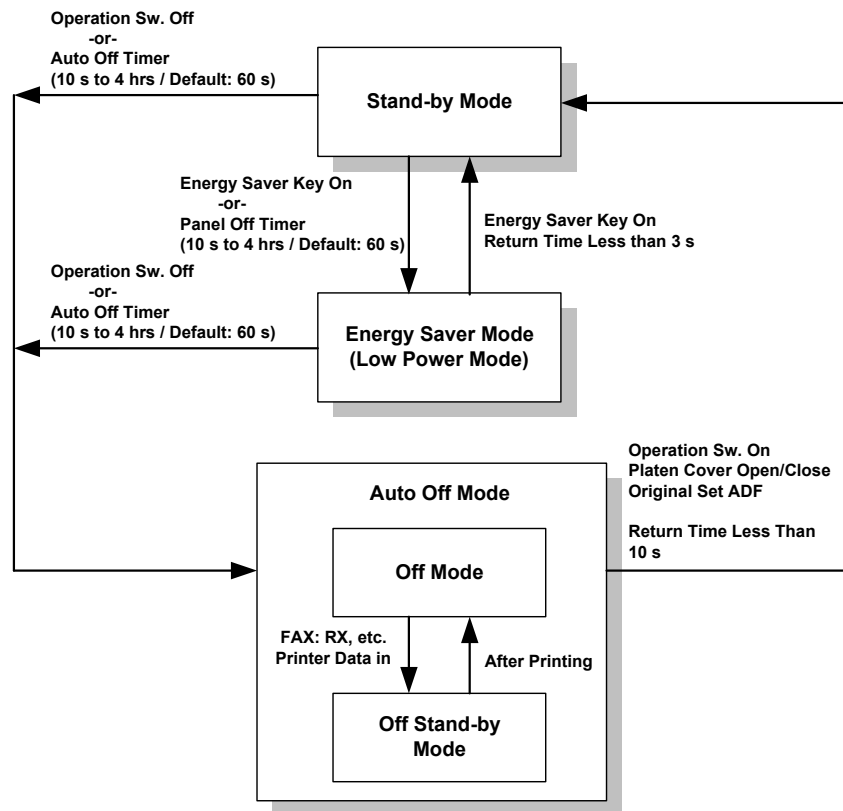 Operation Sw. Off
-or-
Auto Off Timer
(10 s to 4 hrs / Default: 60 s)
Stand-by Mode
Energy Saver Key On
-or-
Panel Off Timer
(10 s to 4 hrs / Default: 60 s)
Energy Saver Key On
Return Time Less than 3 s
Operation Sw. Off
-or-
Auto Off Timer
(10 s to 4 hrs / Default: 60 s)
Energy Saver Mode
(Low Power Mode)
Operation Sw. On
Platen Cover Open/Close
Original Set ADF
Return Time Less Than
10 s
Auto Off Mode
Off Mode
FAX: RX, etc.
Printer Data in
After Printing
Off Stand-by
Mode